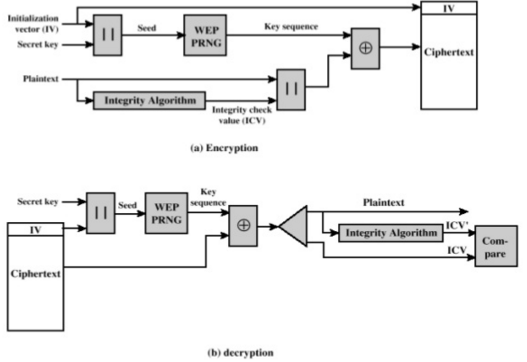 Initialization
vector (IV)
Secret key
||
Seed
WEP
PRNG
Key sequence
⊕
IV
Ciphertext
Plaintext
Integrity Algorithm
||
Integrity check
value (ICV)
(a) Encryption
Secret key
IV
Ciphertext
||
Seed
WEP
PRNG
Key
sequence
⊕
Plaintext
Integrity Algorithm
ICV'
ICV
Com-
pare
(b) decryption